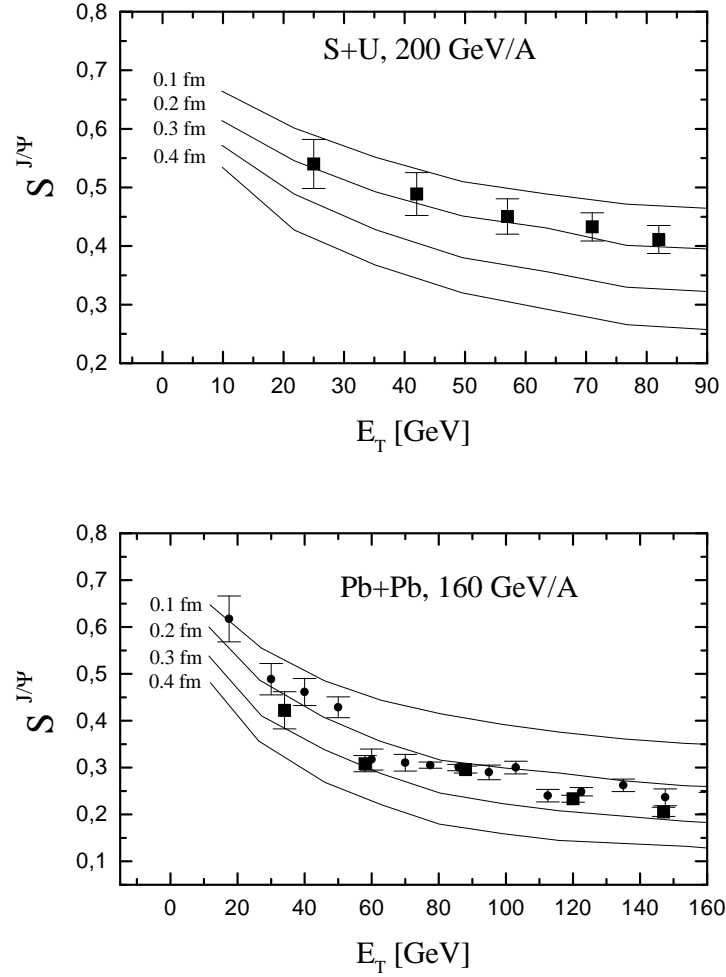 0,8
S+U, 200 GeV/A
0,7
0.1 fm
0.2 fm
0,6
0.3 fm
0.4 fm
0,5
S J/Ψ
0,4
0,3
0,2
0 10 20 30 40 50 60 70 80 90
E_T [GeV]
0,8
0,7
Pb+Pb, 160 GeV/A
0.1 fm
0,6
0.2 fm
0.3 fm
0,5
0.4 fm
S J/Ψ
0,4
0,3
0,2
0,1
0 20 40 60 80 100 120 140 160
E_T [GeV]